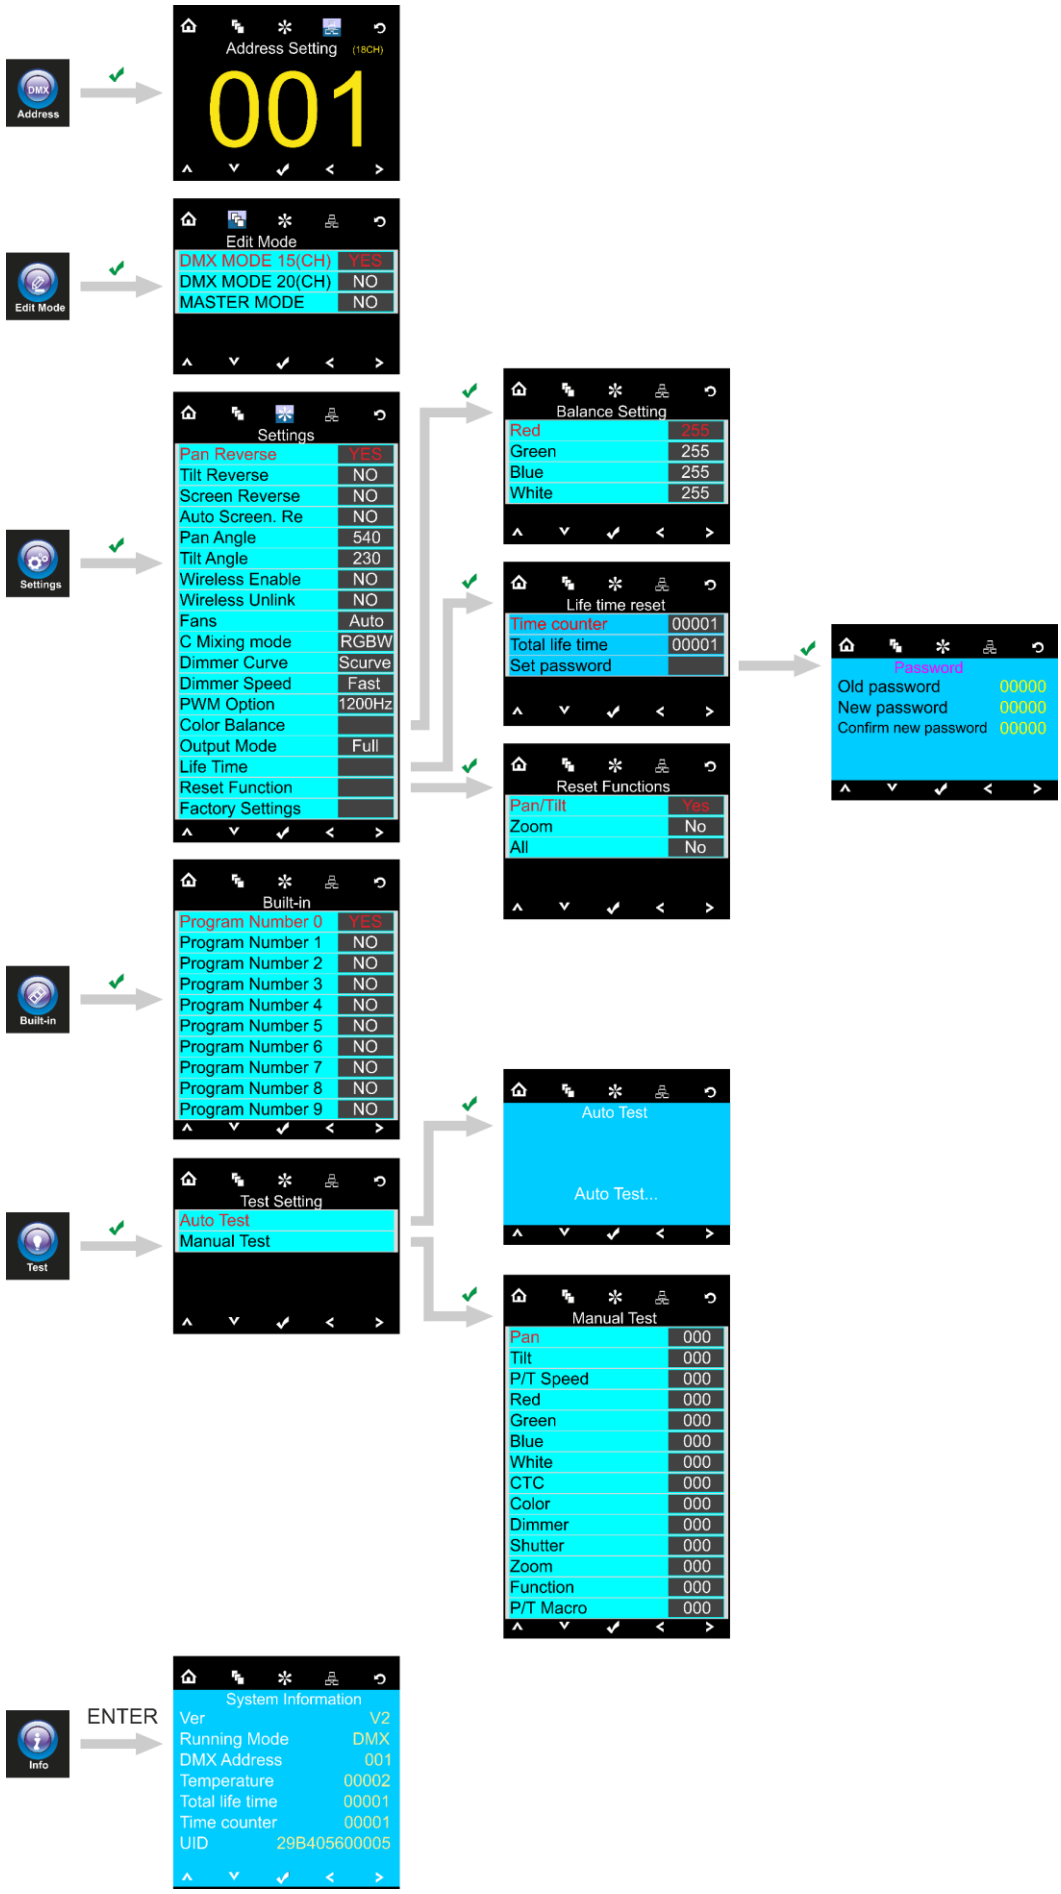 Address Setting (18CH)
001
DMX
Address
Edit Mode
DMX MODE 15(CH) YES
DMX MODE 20(CH) NO
MASTER MODE NO
Edit Mode
Settings
Pan Reverse YES
Tilt Reverse NO
Screen Reverse NO
Auto Screen. Re NO
Pan Angle 540
Tilt Angle 230
Wireless Enable NO
Wireless Unlink NO
Fans Auto
C Mixing mode RGBW
Dimmer Curve Scurve
Dimmer Speed Fast
PWM Option 1200Hz
Color Balance
Output Mode Full
Life Time
Reset Function
Factory Settings
Settings
Balance Setting
Red 255
Green 255
Blue 255
White 255
Life time reset
Time counter 00001
Total life time 00001
Set password
Password
Old password 00000
New password 00000
Confirm new password 00000
Reset Functions
Pan/Tilt Yes
Zoom No
All No
Built-in
Program Number 0 YES
Program Number 1 NO
Program Number 2 NO
Program Number 3 NO
Program Number 4 NO
Program Number 5 NO
Program Number 6 NO
Program Number 7 NO
Program Number 8 NO
Program Number 9 NO
Built-in
Test Setting
Auto Test
Manual Test
Test
Auto Test
Auto Test...
Manual Test
Pan 000
Tilt 000
P/T Speed 000
Red 000
Green 000
Blue 000
White 000
CTC 000
Color 000
Dimmer 000
Shutter 000
Zoom 000
Function 000
P/T Macro 000
Info
ENTER
System Information
Ver V2
Running Mode DMX
DMX Address 001
Temperature 00002
Total life time 00001
Time counter 00001
UID 29B405600005